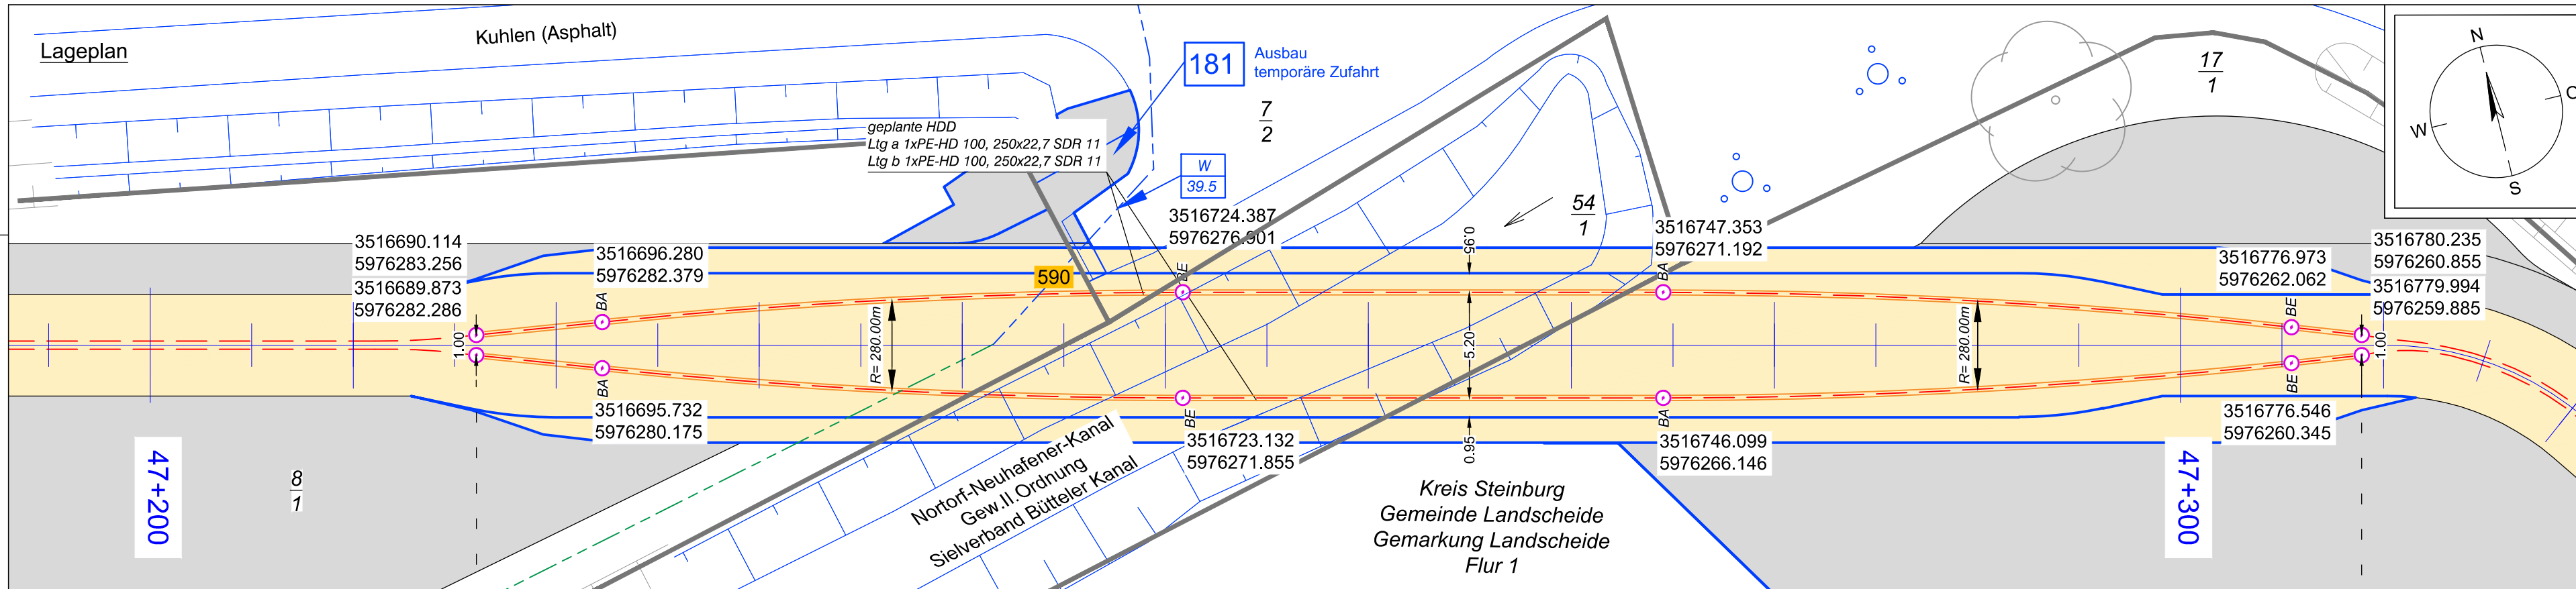 Lageplan
Kuhlen (Asphalt)
181
Ausbau
temporäre Zufahrt
7
2
17
1
N
W
S
geplante HDD
Ltg a 1xPE-HD 100, 250x22,7 SDR 11
Ltg b 1xPE-HD 100, 250x22,7 SDR 11
W
39.5
54
1
3516690.114
5976283.256
3516689.873
5976282.286
3516696.280
5976282.379
590
3516724.387
5976276.901
0.95
3516747.353
5976271.192
3516776.973
5976262.062
3516780.235
5976260.855
3516779.994
5976259.885
BA
BE
BA
BE
1.00
R= 280.00m
5.20
R= 280.00m
1.00
BA
BE
BA
BE
3516695.732
5976280.175
3516723.132
5976271.855
0.95
3516746.099
5976266.146
3516776.546
5976260.345
47+200
8
1
Nortorf-Neuhafener-Kanal
Gew.II.Ordnung
Sielverband Bütteler Kanal
Kreis Steinburg
Gemeinde Landscheide
Gemarkung Landscheide
Flur 1
47+300